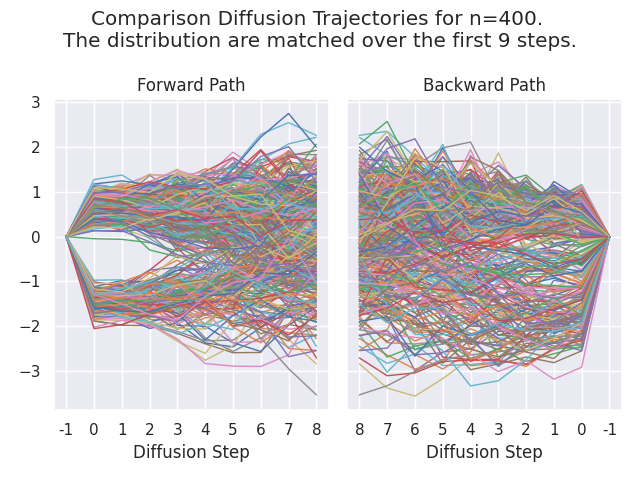 Comparison Diffusion Trajectories for n=400.
The distribution are matched over the first 9 steps.
Forward Path
Backward Path
3
2
1
0
−1
−2
−3
-1 0 1 2 3 4 5 6 7 8
8 7 6 5 4 3 2 1 0 -1
Diffusion Step
Diffusion Step